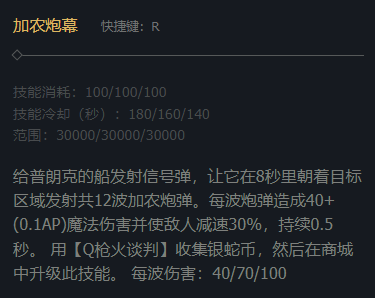 加农炮幕 快捷键：R
技能消耗：100/100/100
技能冷却（秒）：180/160/140
范围：30000/30000/30000
给普朗克的船发射信号弹，让它在8秒里朝着目标
区域发射共12波加农炮弹。每波炮弹造成40+
(0.1AP)魔法伤害并使敌人减速30%，持续0.5
秒。 用【Q枪火谈判】收集银蛇币，然后在商城
中升级此技能。 每波伤害：40/70/100